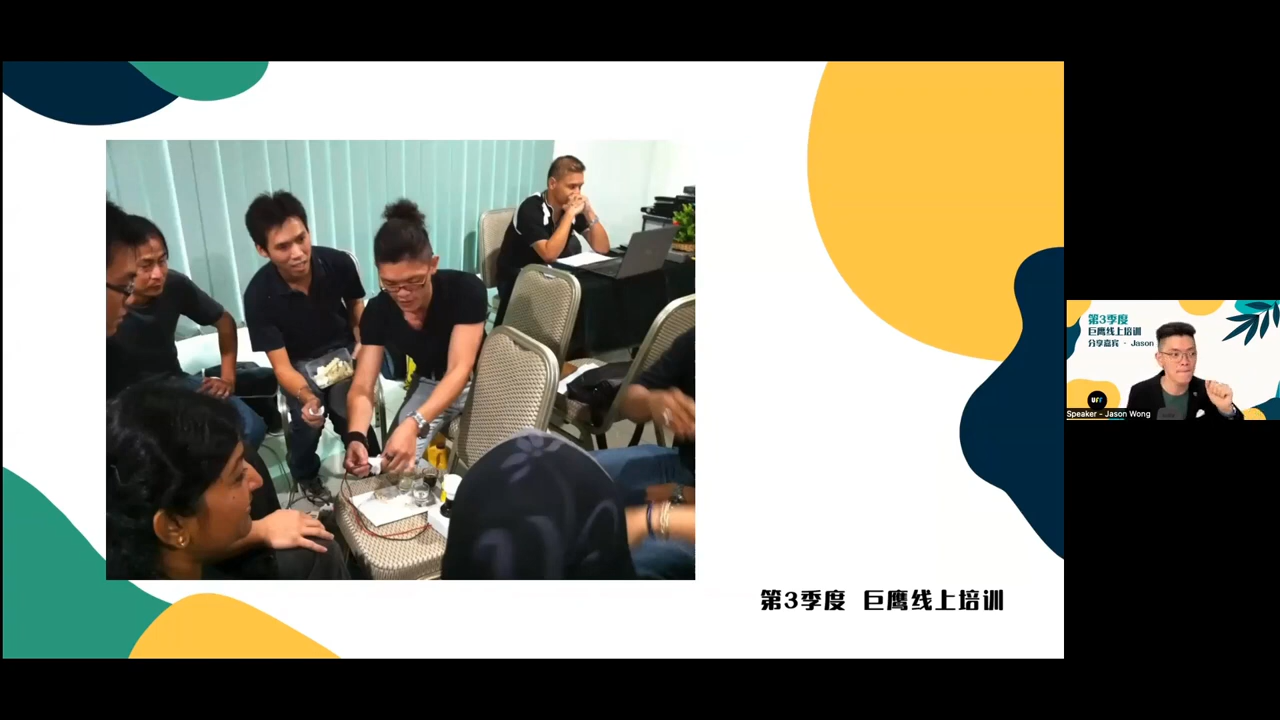 第3季度 巨鹰线上培训
第3季度
巨鹰线上培训
分享嘉宾 - Jason
UFF
Speaker - Jason Wong